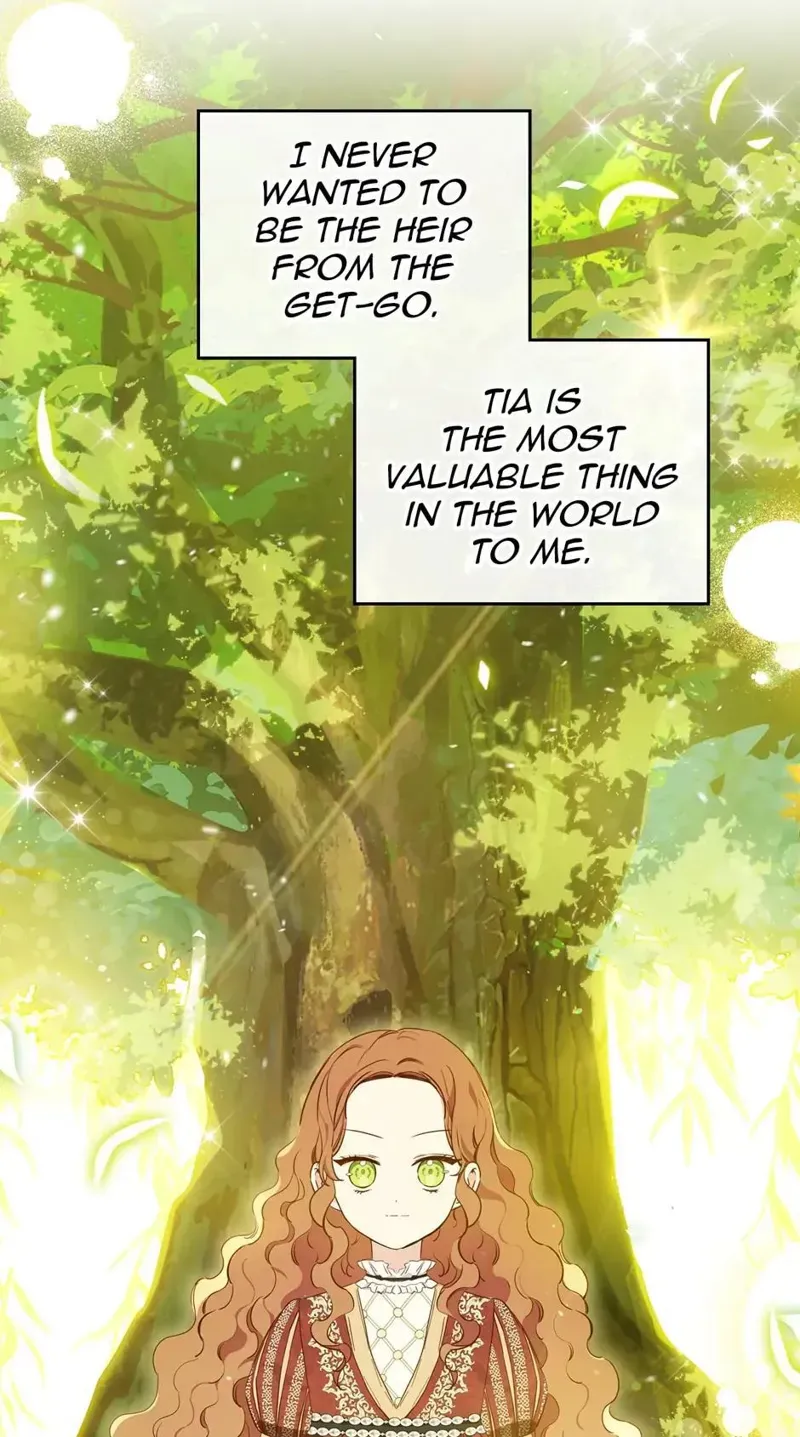 I NEVER
WANTED TO
BE THE HEIR
FROM THE
GET-GO.
TIA IS
THE MOST
VALUABLE THING
IN THE WORLD
TO ME.